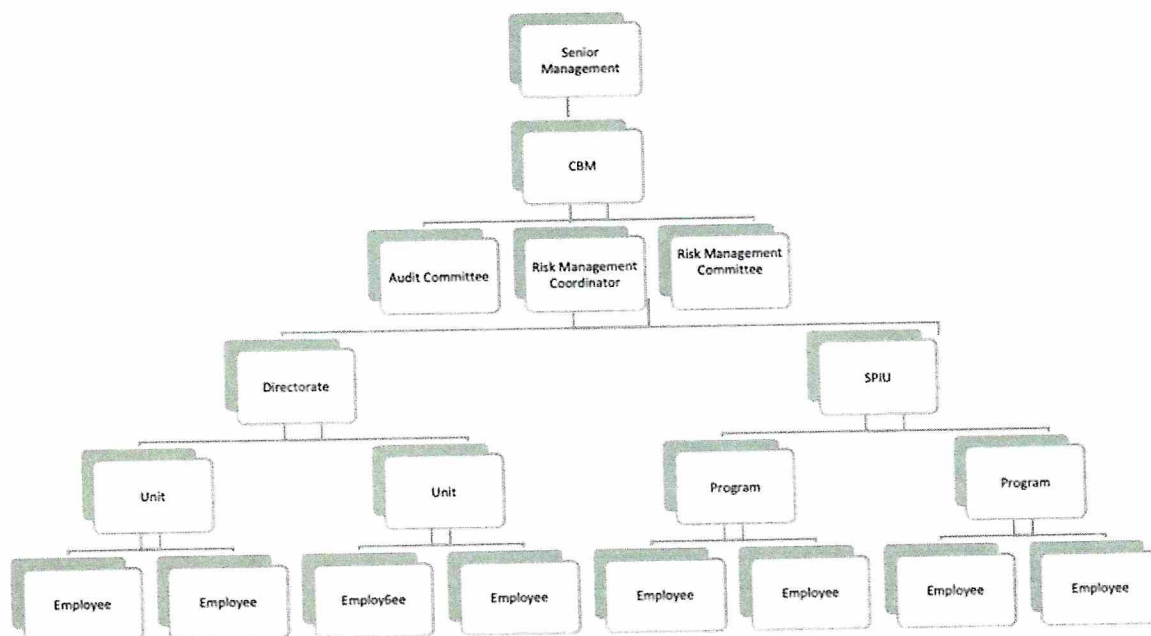 Senior
Management
CBM
Audit Committee
Risk Management
Coordinator
Risk Management
Committee
Directorate
SPIU
Unit
Unit
Program
Program
Employee
Employee
Employ6ee
Employee
Employee
Employee
Employee
Employee